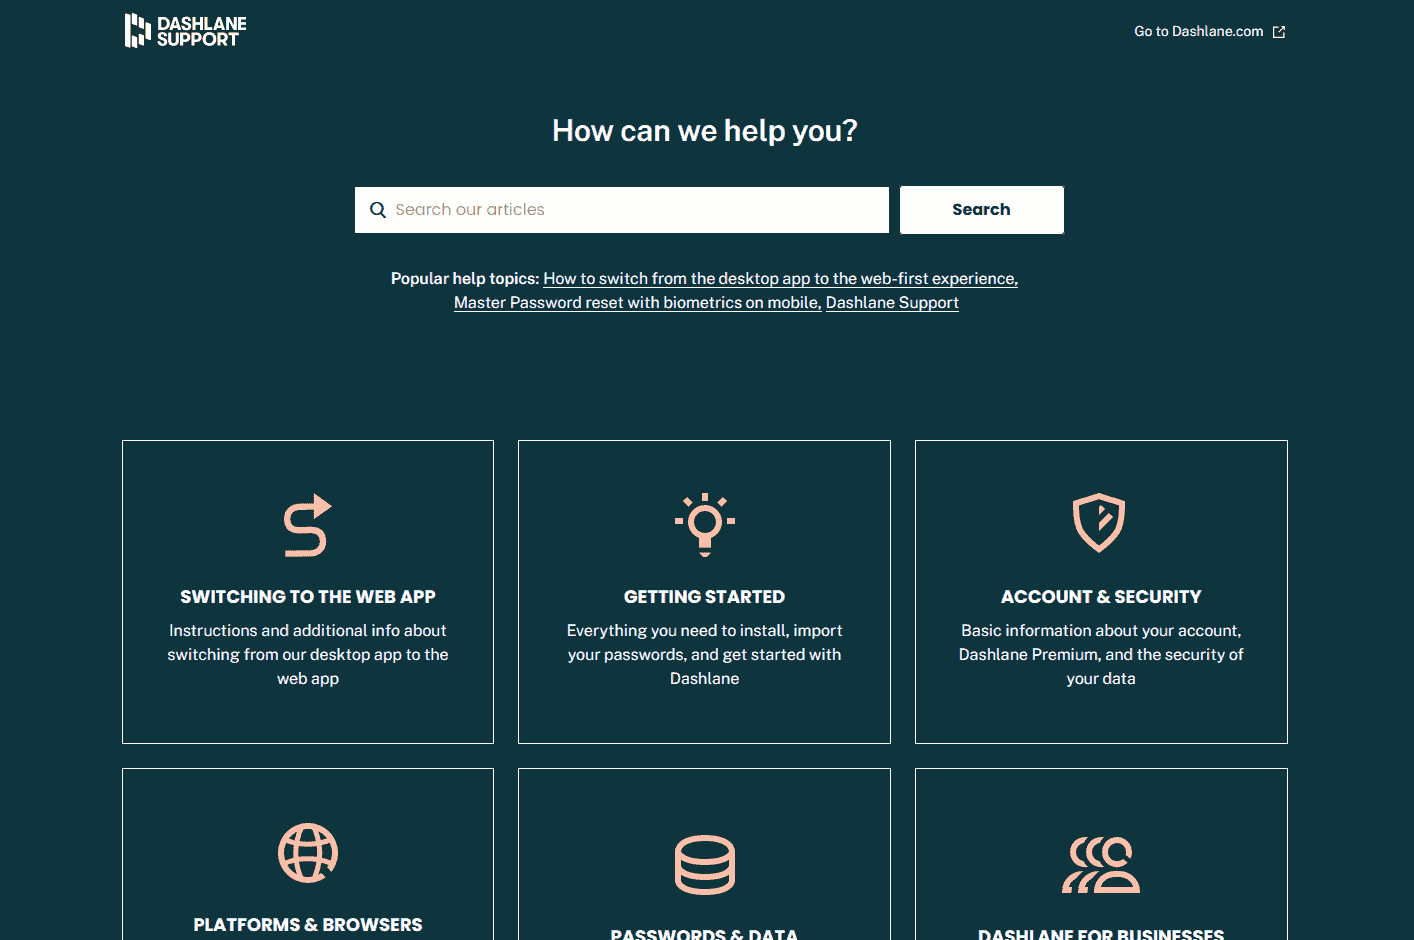 DASHLANE
SUPPORT
Go to Dashlane.com
How can we help you?
Search our articles
Search
Popular help topics: How to switch from the desktop app to the web-first experience,
Master Password reset with biometrics on mobile, Dashlane Support
SWITCHING TO THE WEB APP
Instructions and additional info about
switching from our desktop app to the
web app
GETTING STARTED
Everything you need to install, import
your passwords, and get started with
Dashlane
ACCOUNT & SECURITY
Basic information about your account,
Dashlane Premium, and the security of
your data
PLATFORMS & BROWSERS
PASSWORDS & DATA
DASHLANE FOR BUSINESSES